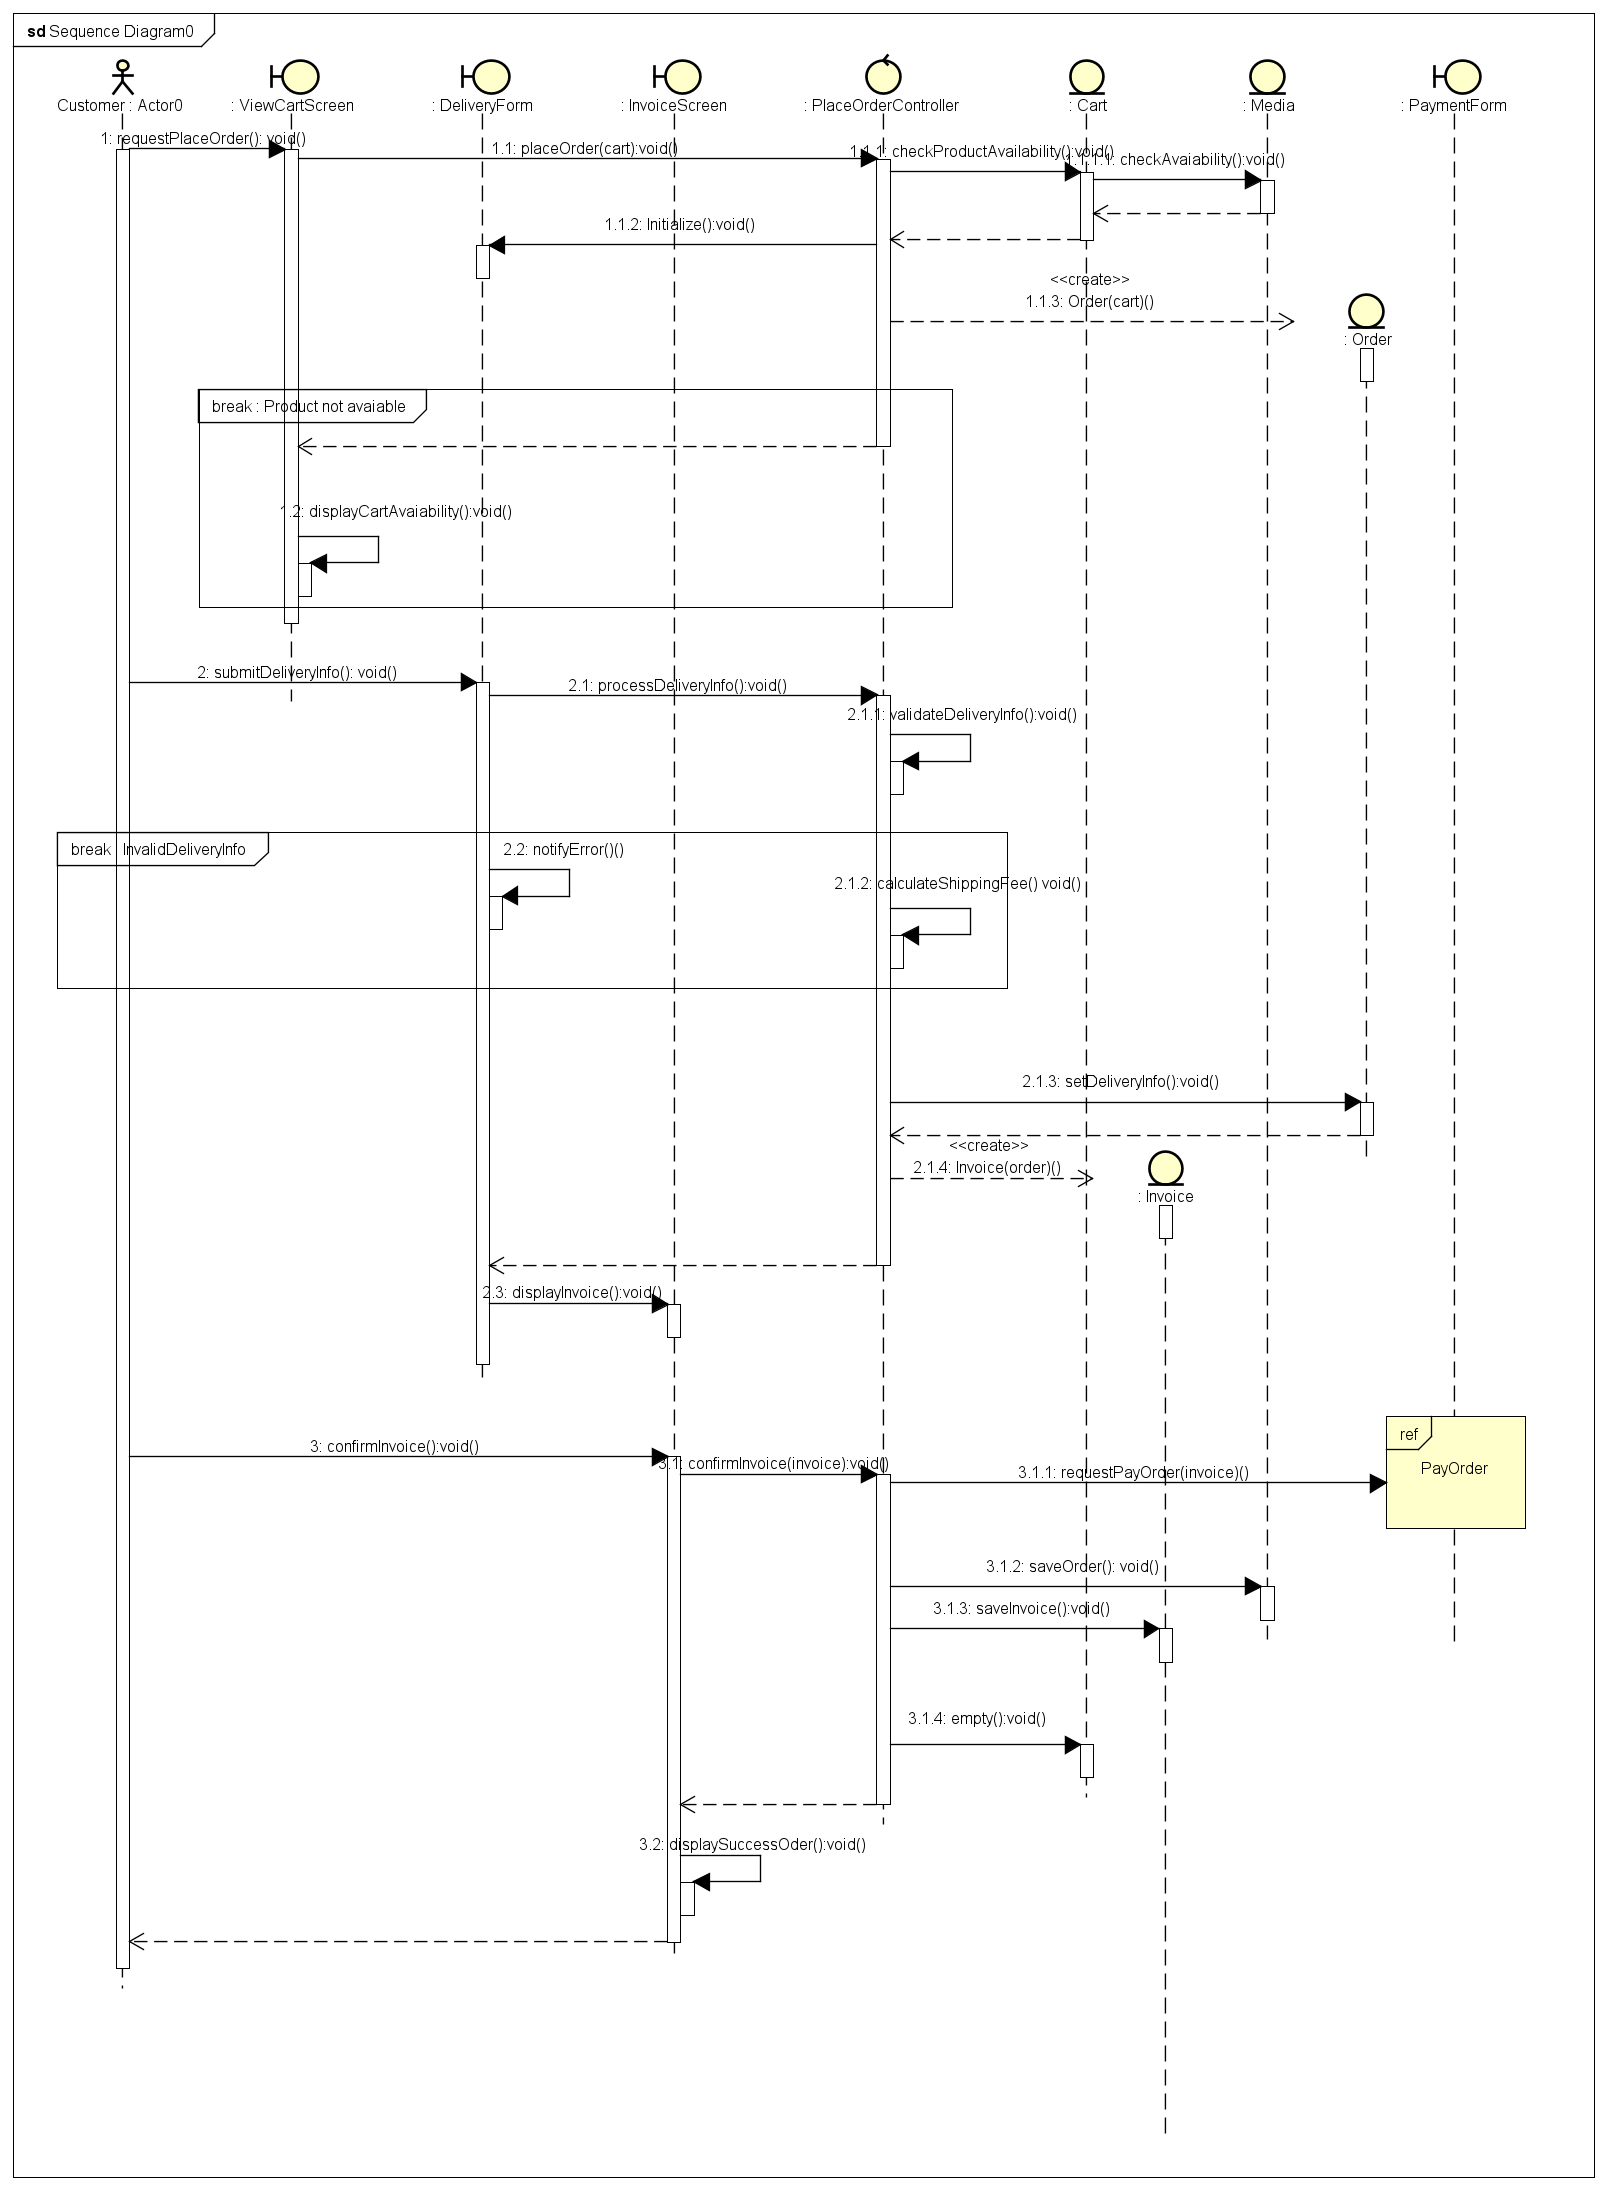 sd Sequence Diagram0
Customer : Actor0
: ViewCartScreen
: DeliveryForm
: InvoiceScreen
: PlaceOrderController
: Cart
: Media
: PaymentForm
1: requestPlaceOrder(): void()
1.1: placeOrder(cart):void()
1.1.1: checkProductAvailability():void()
1.1.1.1: checkAvaiability():void()
1.1.2: Initialize():void()
<<create>>
1.1.3: Order(cart)()
: Order
break : Product not avaiable
1.2: displayCartAvaiability():void()
2: submitDeliveryInfo(): void()
2.1: processDeliveryInfo():void()
2.1.1: validateDeliveryInfo():void()
break : InvalidDeliveryInfo
2.2: notifyError()()
2.1.2: calculateShippingFee() void()
2.1.3: setDeliveryInfo():void()
<<create>>
2.1.4: Invoice(order)()
: Invoice
2.3: displayInvoice():void()
ref
PayOrder
3: confirmInvoice():void()
3.1: confirmInvoice(invoice):void()
3.1.1: requestPayOrder(invoice)()
3.1.2: saveOrder(): void()
3.1.3: saveInvoice():void()
3.1.4: empty():void()
3.2: displaySuccessOder():void()